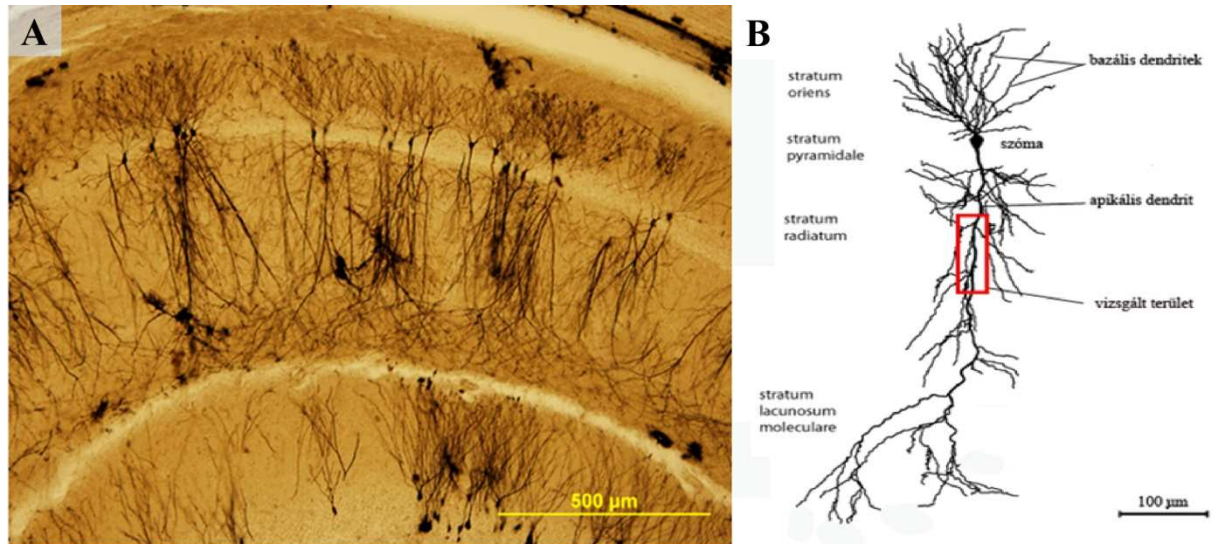 A
500 µm
B
stratum
oriens
bazális dendritek
stratum
pyramidale
szóma
stratum
radiatum
apikális dendrit
vizsgált terület
stratum
lacunosum
moleculare
100 µm